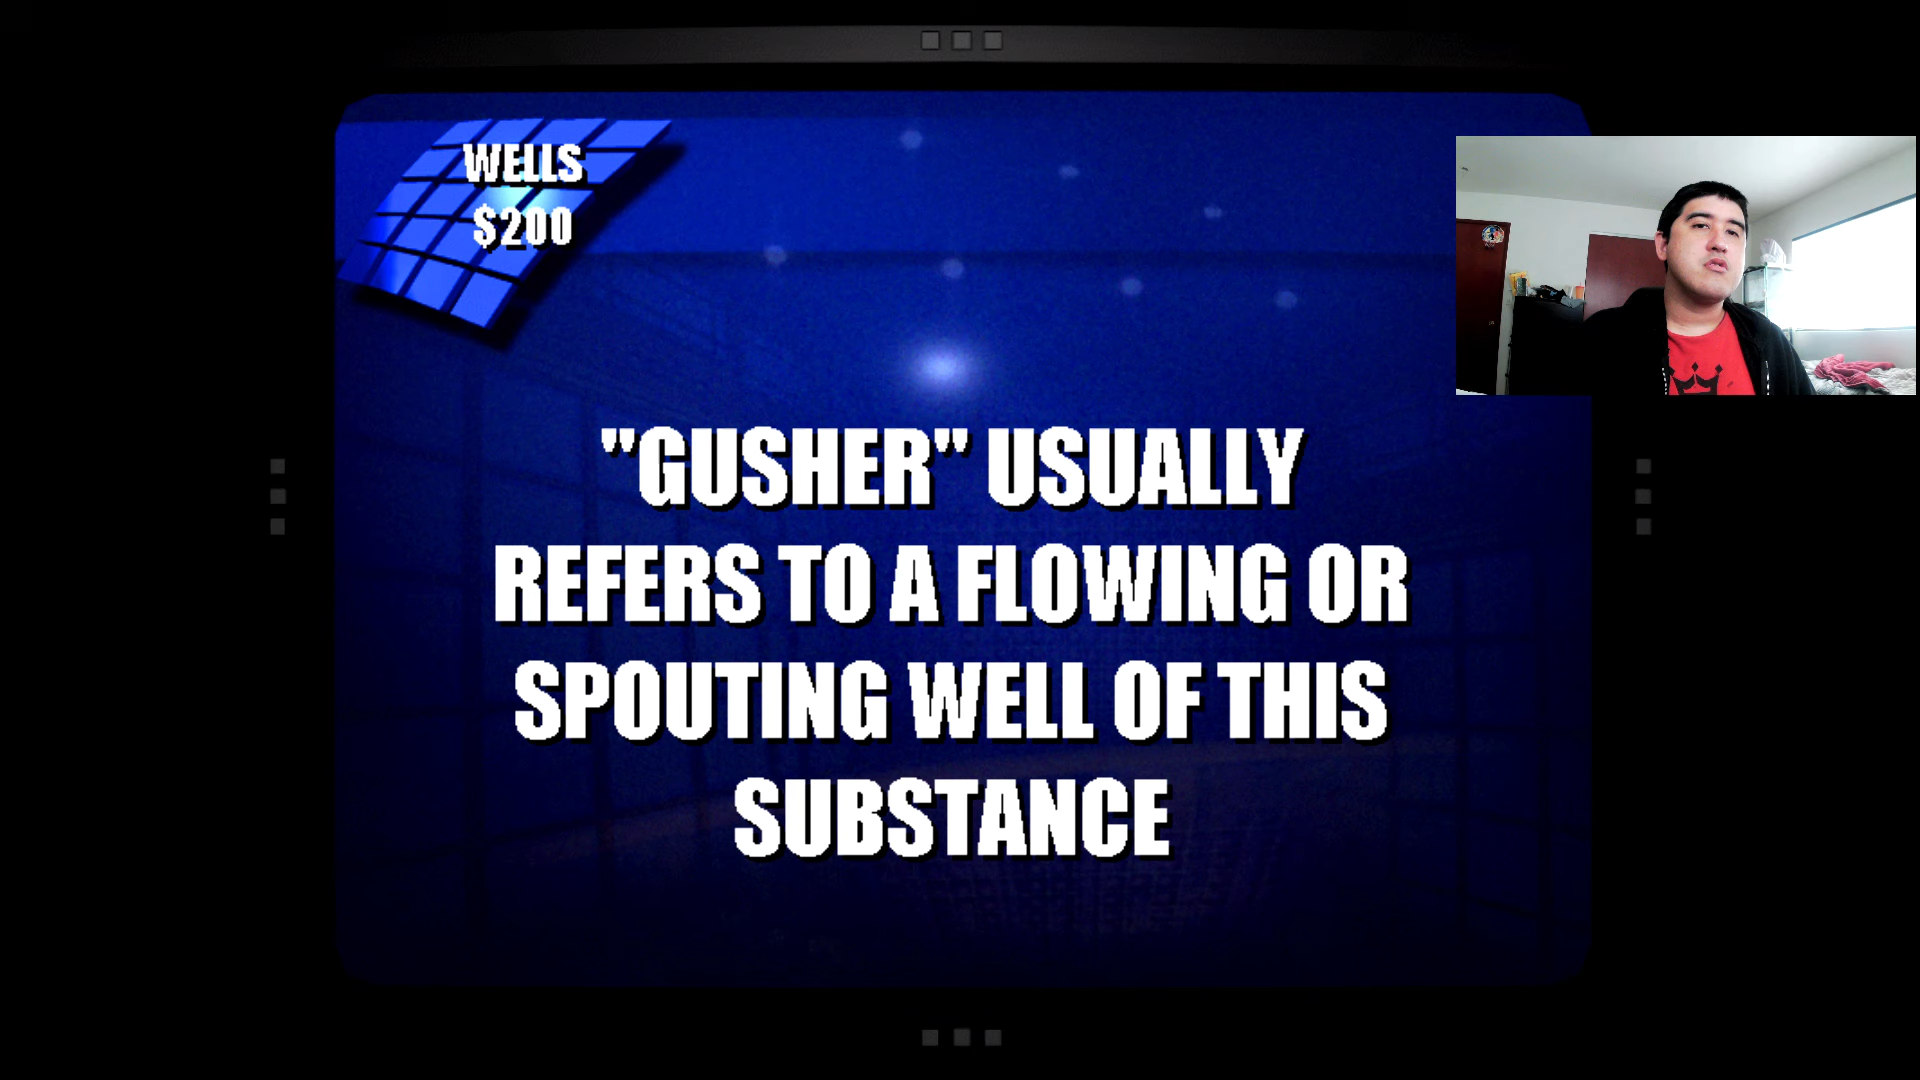 WELLS
$200
"GUSHER" USUALLY
REFERS TO A FLOWING OR
SPOUTING WELL OF THIS
SUBSTANCE